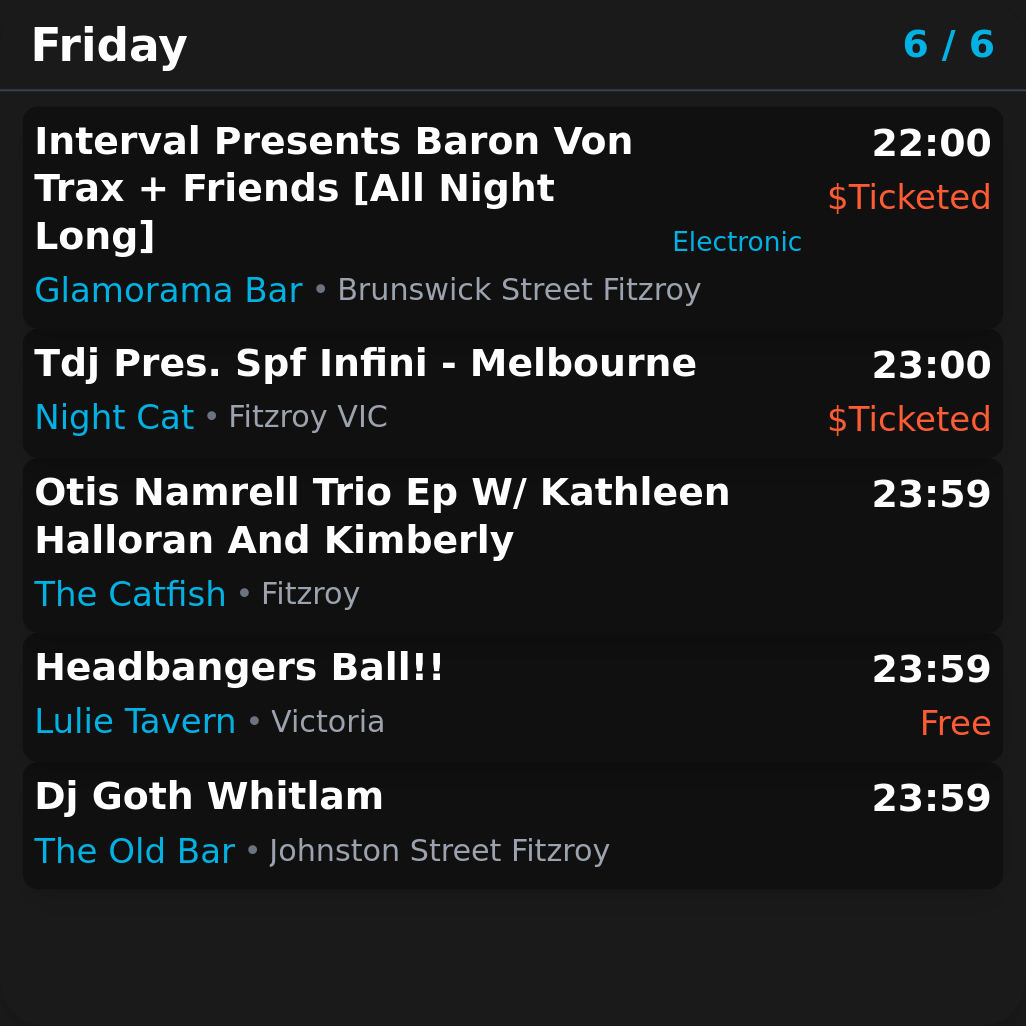 Friday 6 / 6
Interval Presents Baron Von 22:00
Trax + Friends [All Night $Ticketed
Long] Electronic
Glamorama Bar • Brunswick Street Fitzroy
Tdj Pres. Spf Infini - Melbourne 23:00
Night Cat • Fitzroy VIC $Ticketed
Otis Namrell Trio Ep W/ Kathleen 23:59
Halloran And Kimberly
The Catfish • Fitzroy
Headbangers Ball!! 23:59
Lulie Tavern • Victoria Free
Dj Goth Whitlam 23:59
The Old Bar • Johnston Street Fitzroy